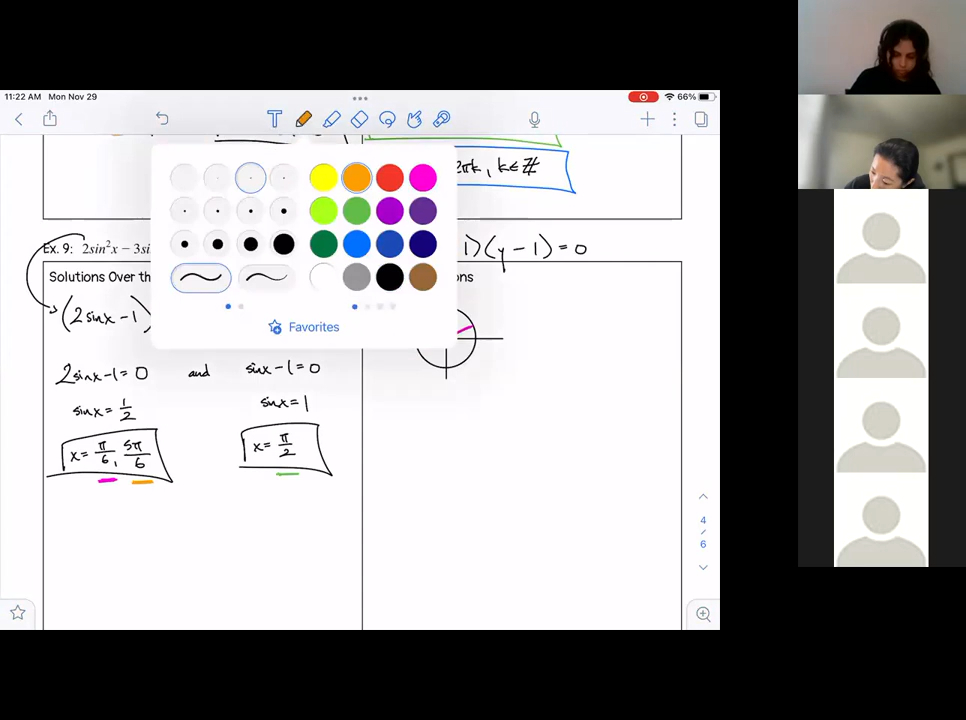 11:22 AM Mon Nov 29
66%
2πk, k∈ℤ
Ex. 9: 2sin²x − 3si
1)(y − 1) = 0
Solutions Over th
ons
(2sinx − 1)
2sinx − 1 = 0 and sinx − 1 = 0
sinx = 1/2 sinx = 1
x = π/6, 5π/6 x = π/2
Favorites
4
/
6